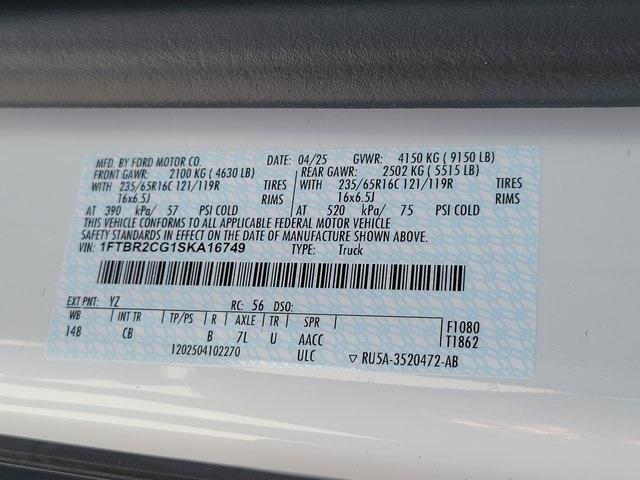 MFD. BY FORD MOTOR CO. DATE: 04/25 GVWR: 4150 KG ( 9150 LB)
FRONT GAWR: 2100 KG ( 4630 LB) REAR GAWR: 2502 KG ( 5515 LB)
WITH 235/65R16C 121/119R TIRES WITH 235/65R16C 121/119R TIRES
16x6.5J RIMS 16x6.5J RIMS
AT 390 kPa/ 57 PSI COLD AT 520 kPa/ 75 PSI COLD
THIS VEHICLE CONFORMS TO ALL APPLICABLE FEDERAL MOTOR VEHICLE
SAFETY STANDARDS IN EFFECT ON THE DATE OF MANUFACTURE SHOWN ABOVE.
VIN: 1FTBR2CG1SKA16749 TYPE: Truck
EXT PNT: YZ RC: 56 DSO:
WB INT TR TP/PS R AXLE TR SPR F1080
148 CB B 7L U AACC T1862
1202504102270 ULC ▽ RU5A-3520472-AB